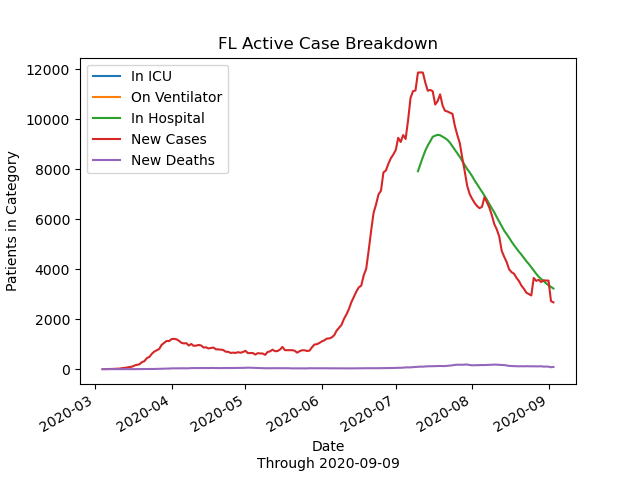 FL Active Case Breakdown
In ICU
On Ventilator
In Hospital
New Cases
New Deaths
Patients in Category
12000
10000
8000
6000
4000
2000
0
2020-03
2020-04
2020-05
2020-06
2020-07
2020-08
2020-09
Date
Through 2020-09-09